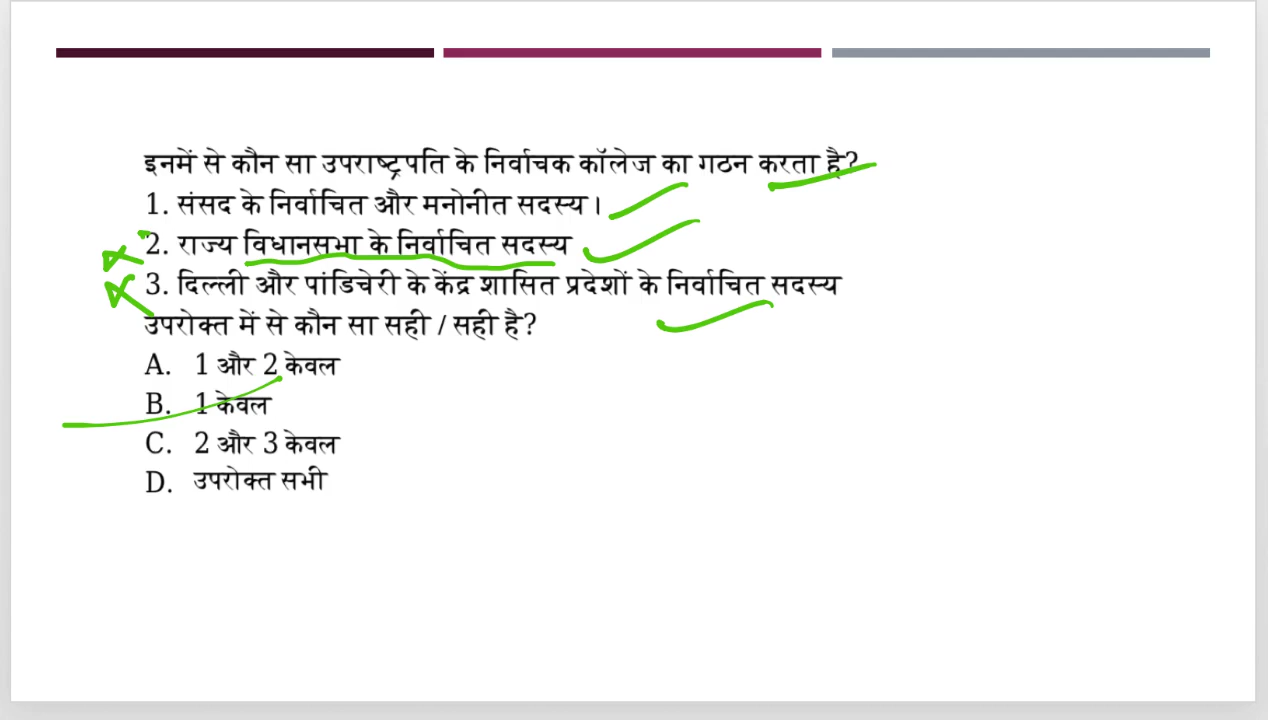 इनमें से कौन सा उपराष्ट्रपति के निर्वाचक कॉलेज का गठन करता है?
1. संसद के निर्वाचित और मनोनीत सदस्य ।
2. राज्य विधानसभा के निर्वाचित सदस्य
3. दिल्ली और पांडिचेरी के केंद्र शासित प्रदेशों के निर्वाचित सदस्य
उपरोक्त में से कौन सा सही / सही है?
A. 1 और 2 केवल
B. 1 केवल
C. 2 और 3 केवल
D. उपरोक्त सभी